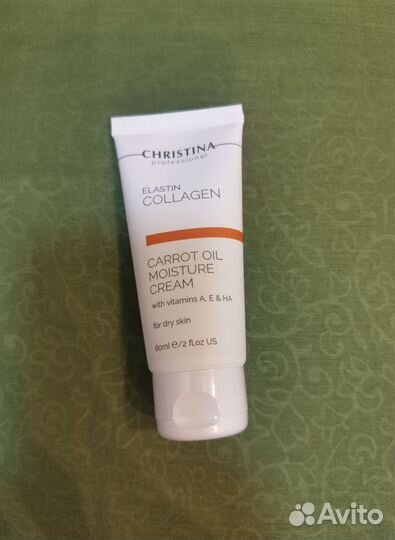 CHRISTINA
professional
ELASTIN
COLLAGEN
CARROT OIL
MOISTURE
CREAM
with vitamins A, E & HA
for dry skin
60ml e/2 fl.oz US
Avito